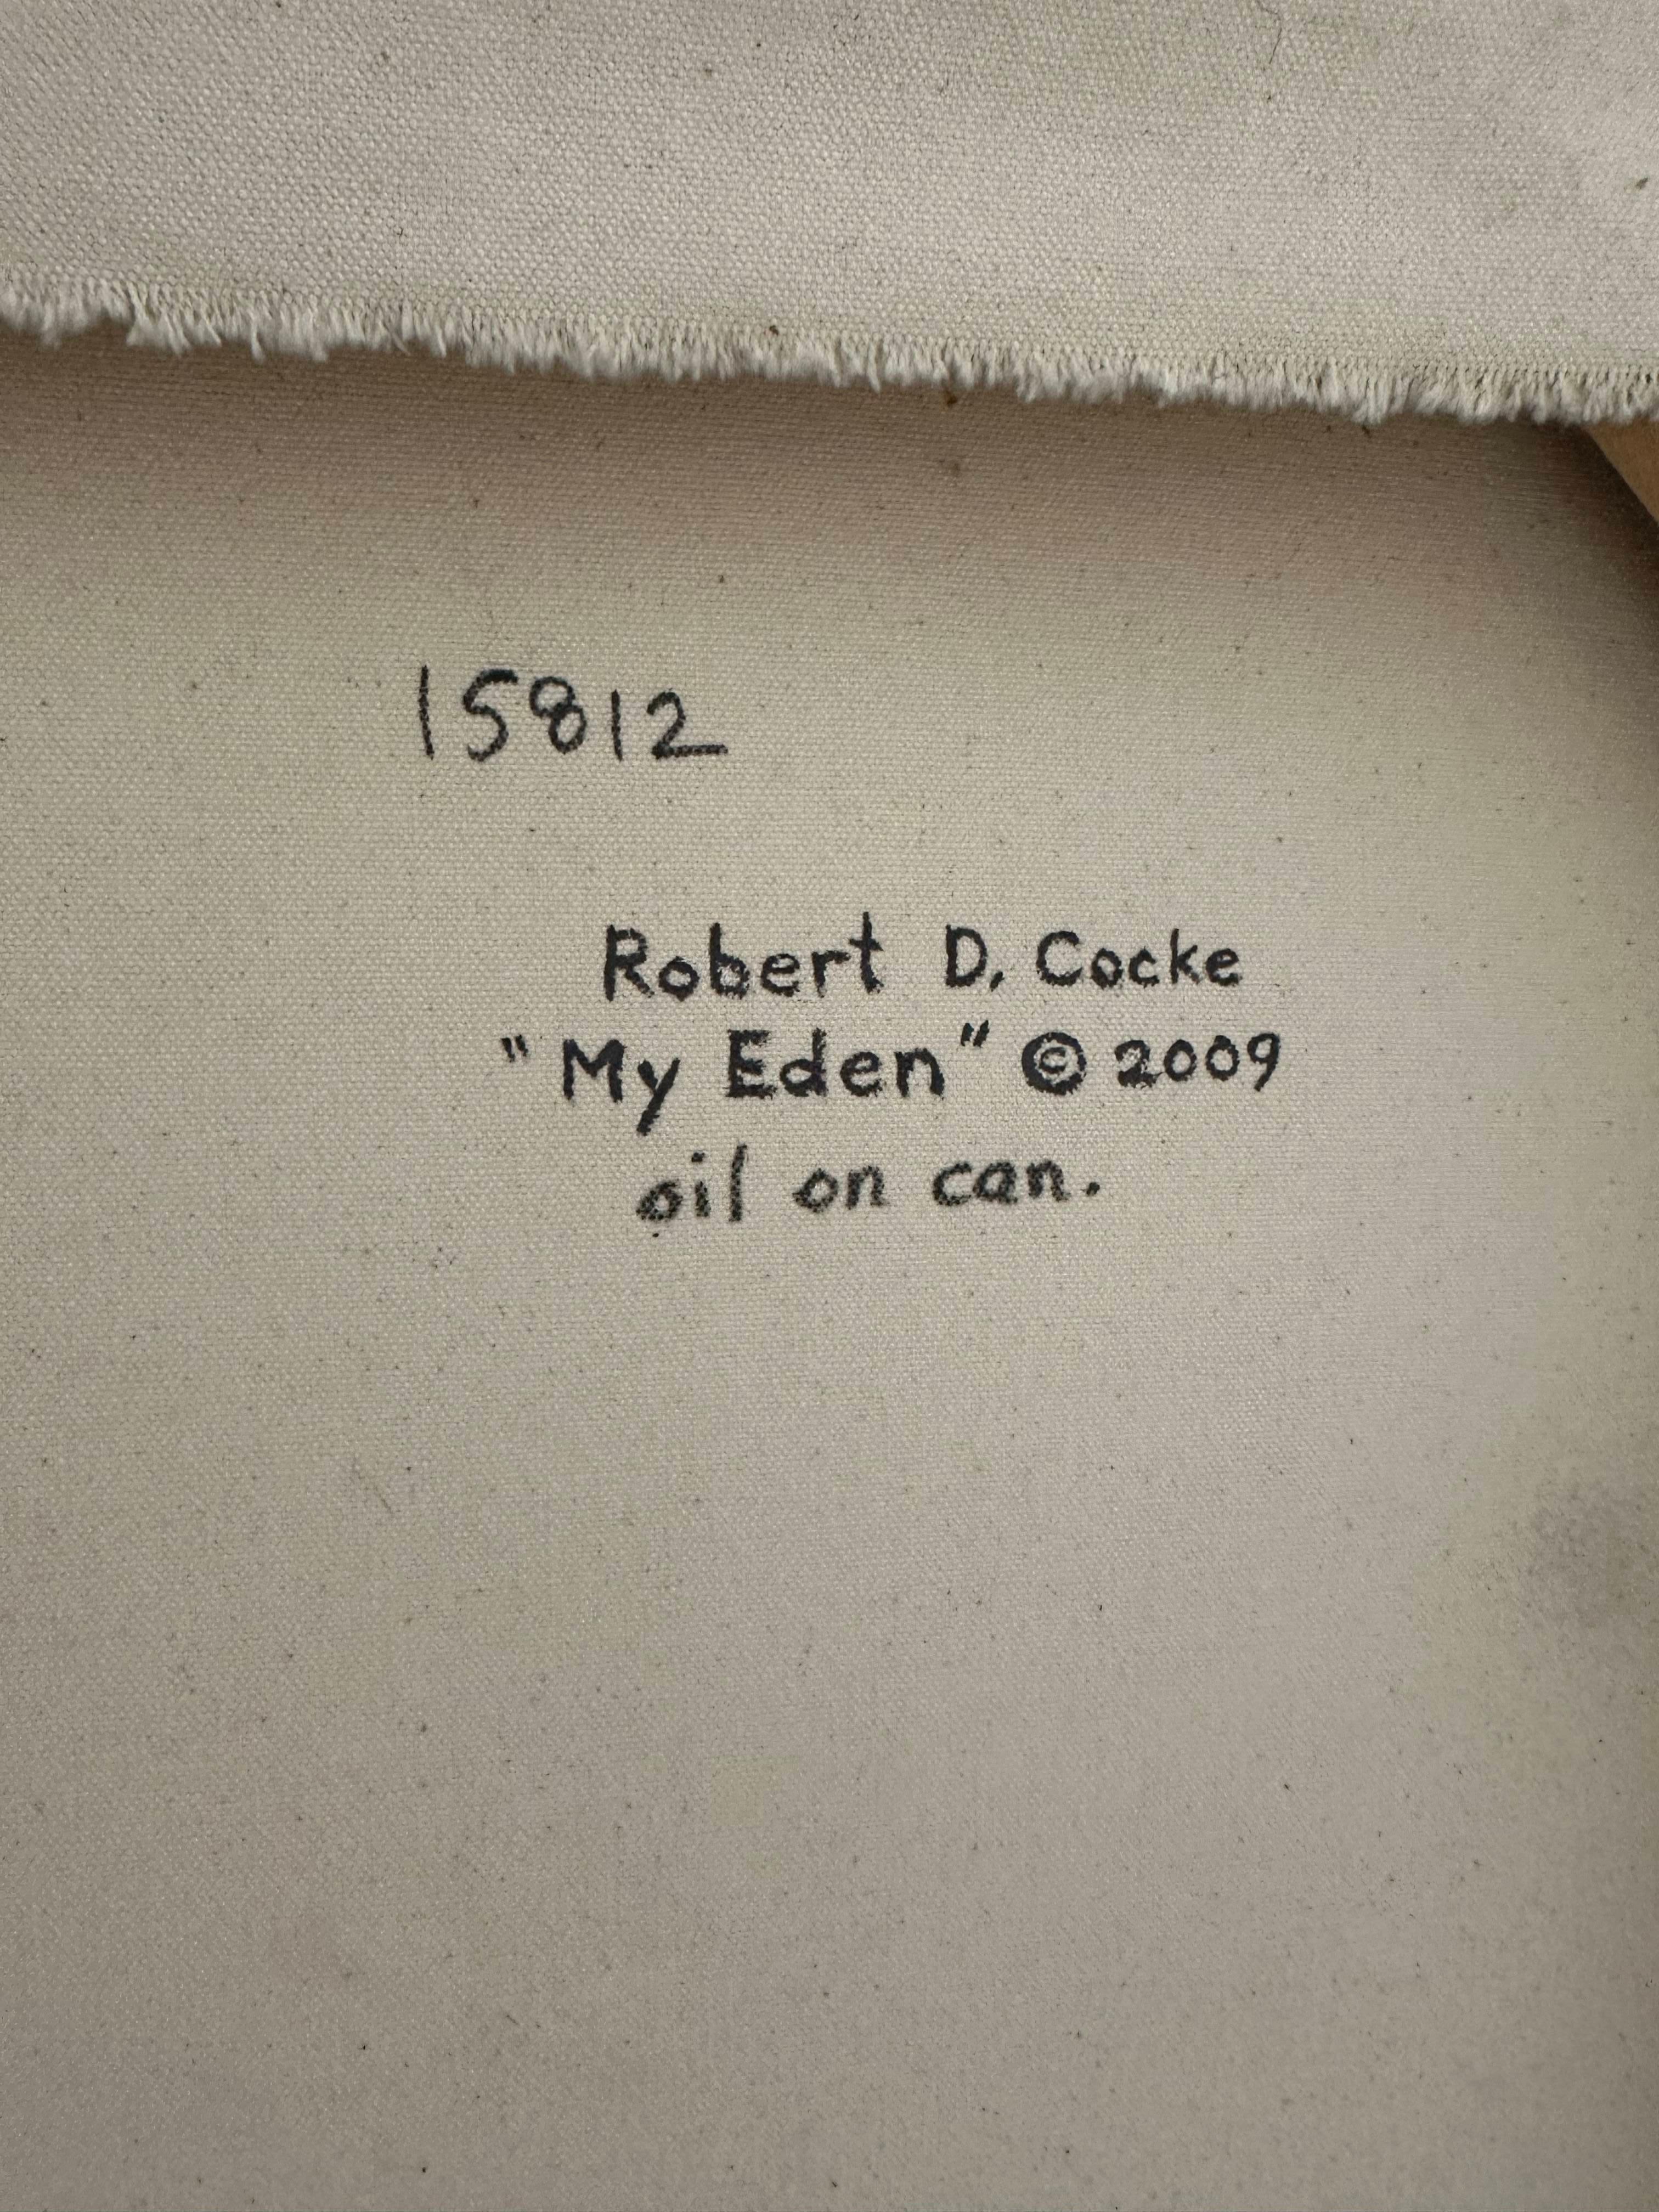 15812
Robert D. Cocke
"My Eden" © 2009
oil on can.